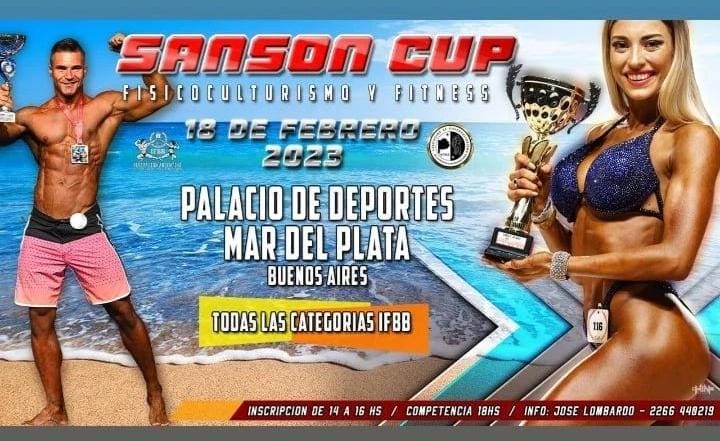 SANSON CUP
FISICOCULTURISMO Y FITNESS
18 DE FEBRERO
2023
PALACIO DE DEPORTES
MAR DEL PLATA
BUENOS AIRES
TODAS LAS CATEGORIAS IFBB
116
INSCRIPCION DE 14 A 16 HS / COMPETENCIA 18HS / INFO: JOSE LOMBARDO - 2266 440219